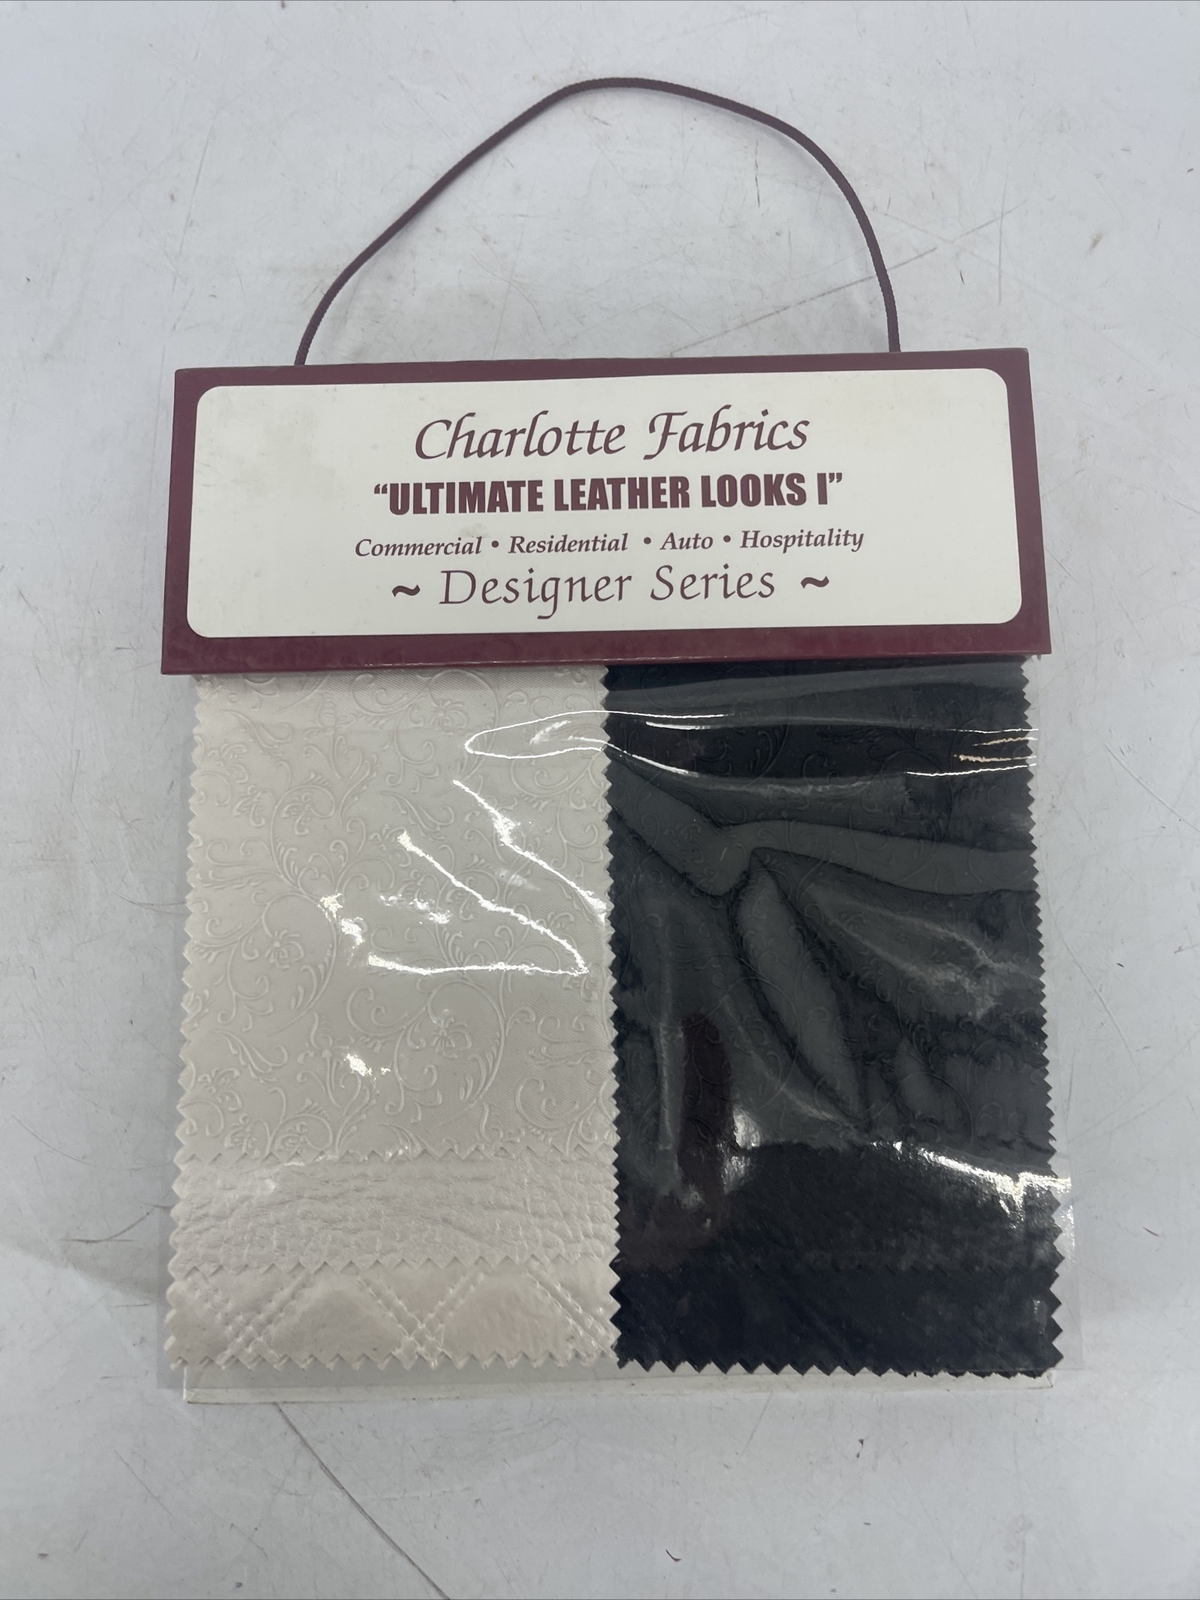 Charlotte Fabrics
“ULTIMATE LEATHER LOOKS I”
Commercial • Residential • Auto • Hospitality
~ Designer Series ~